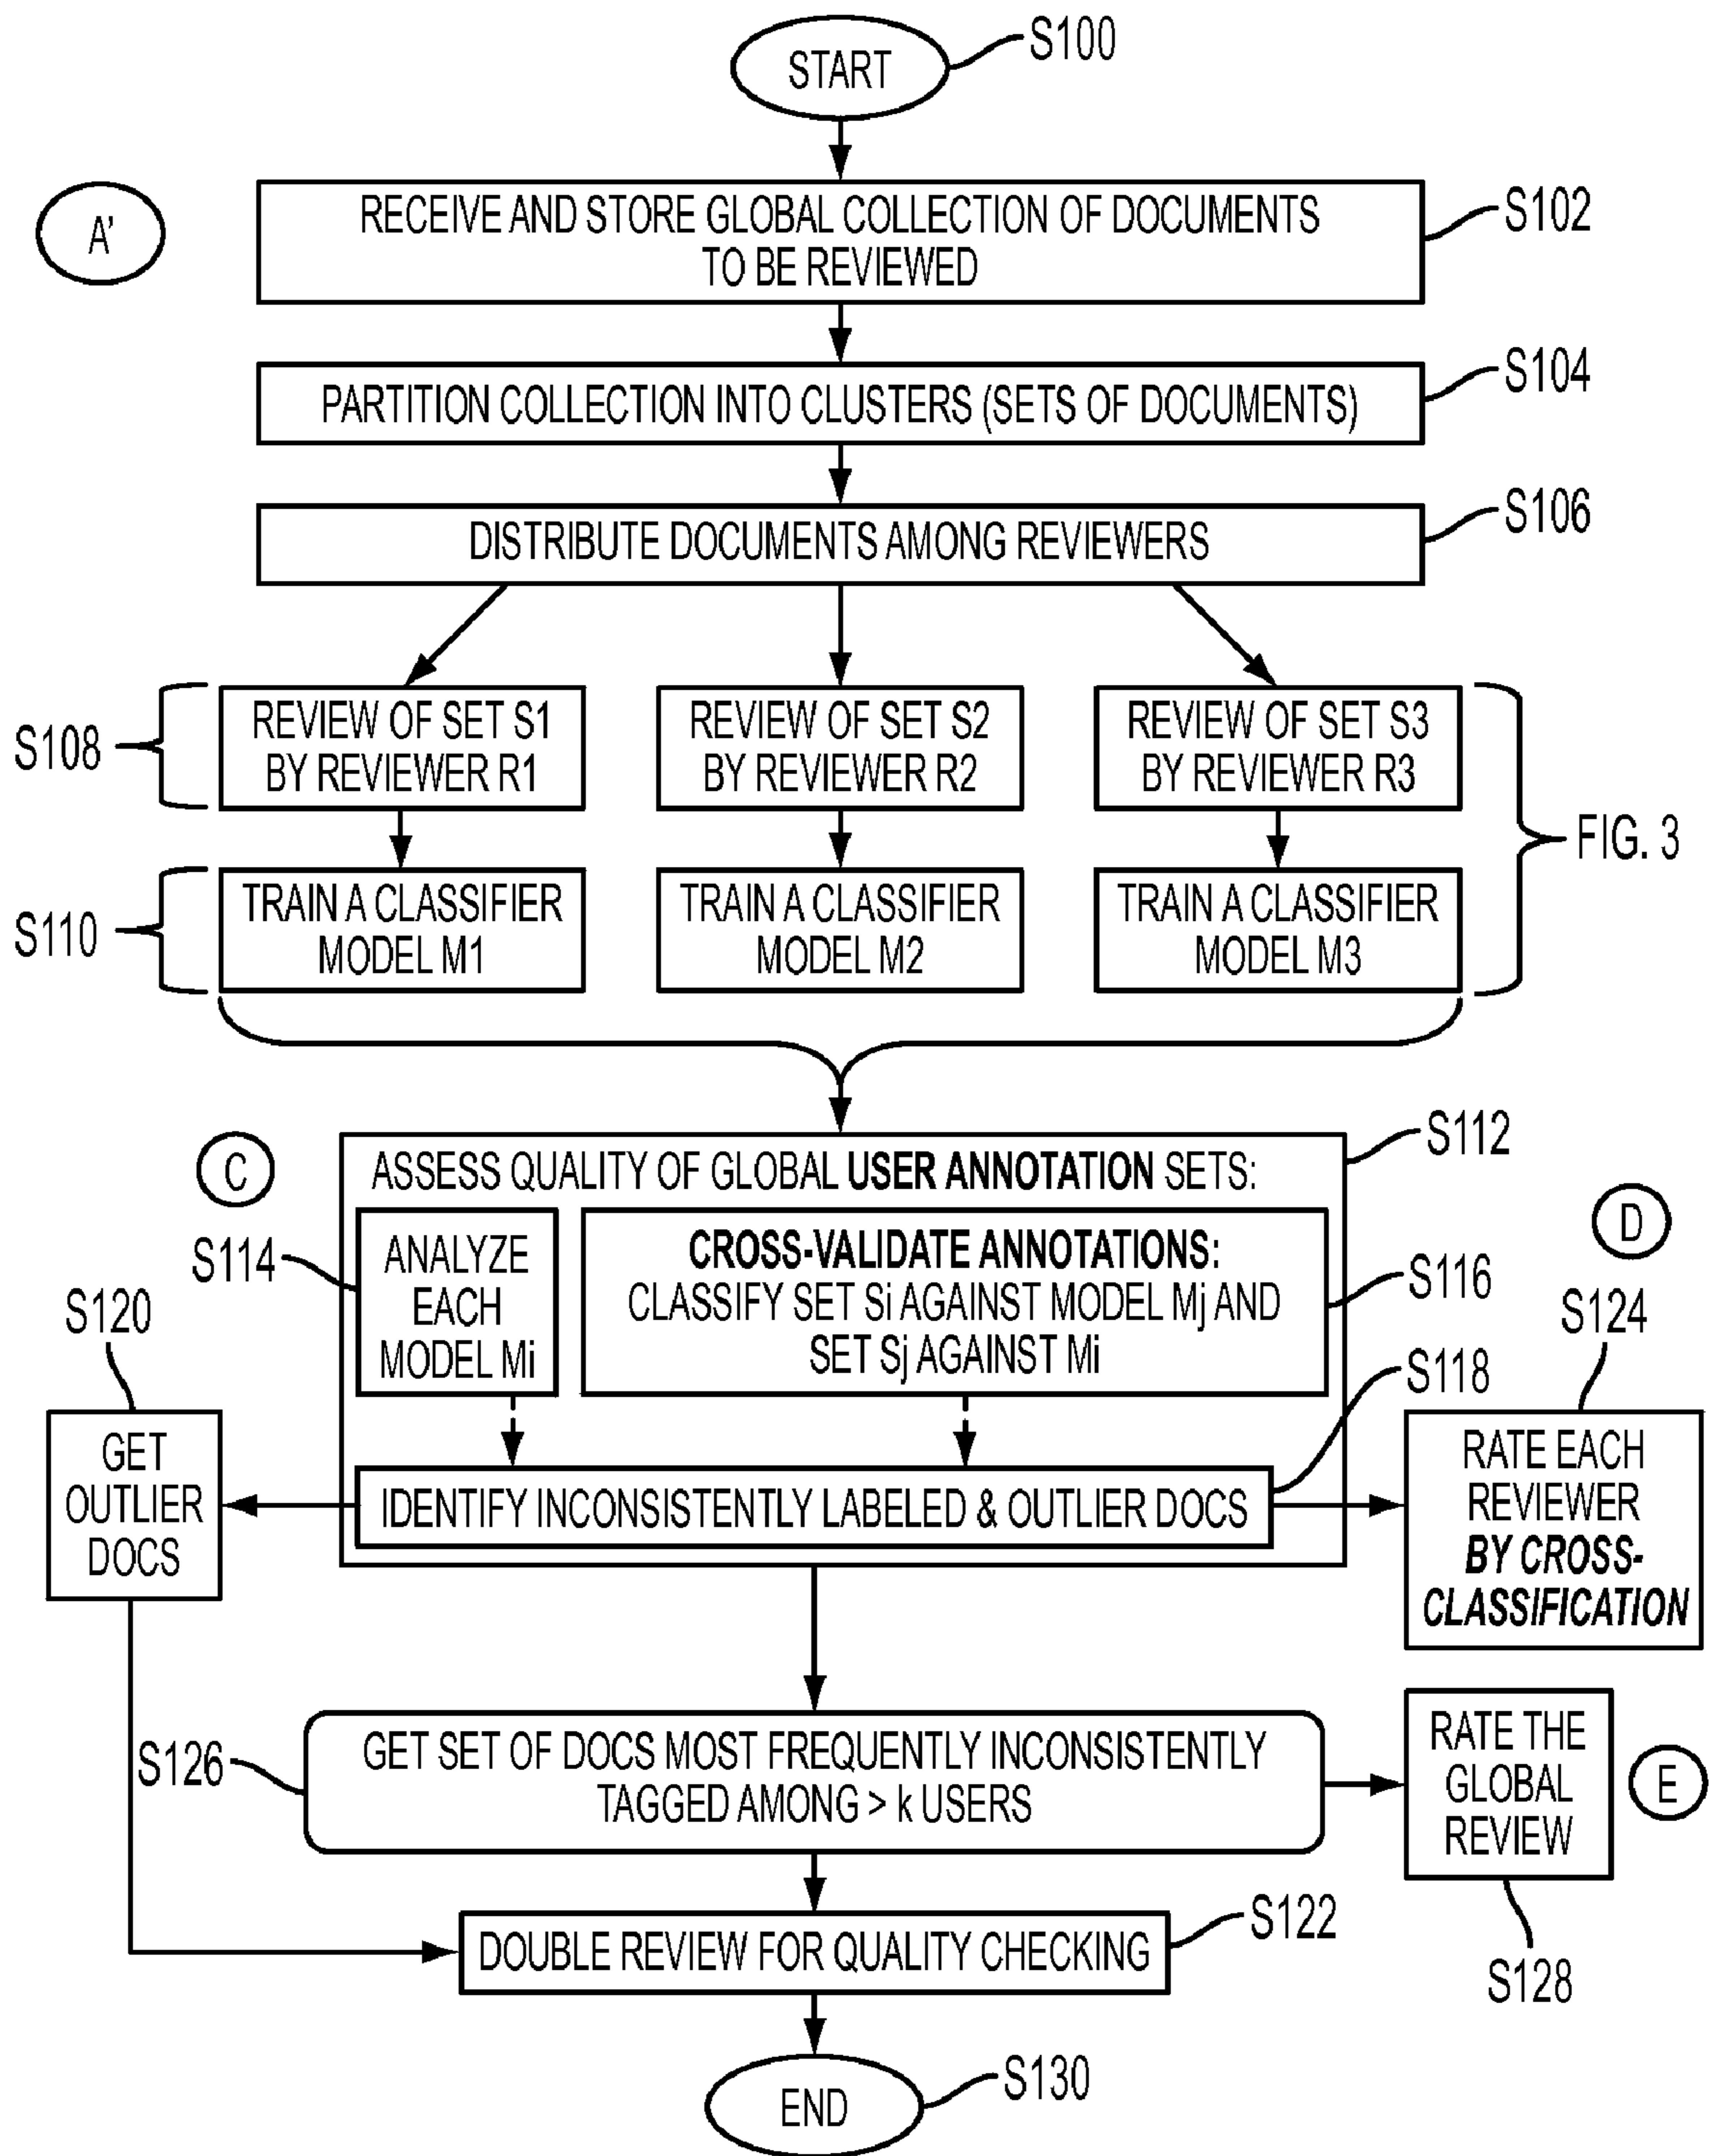 START
S100
A'
RECEIVE AND STORE GLOBAL COLLECTION OF DOCUMENTS
TO BE REVIEWED
S102
PARTITION COLLECTION INTO CLUSTERS (SETS OF DOCUMENTS)
S104
DISTRIBUTE DOCUMENTS AMONG REVIEWERS
S106
S108
REVIEW OF SET S1
BY REVIEWER R1
REVIEW OF SET S2
BY REVIEWER R2
REVIEW OF SET S3
BY REVIEWER R3
FIG. 3
S110
TRAIN A CLASSIFIER
MODEL M1
TRAIN A CLASSIFIER
MODEL M2
TRAIN A CLASSIFIER
MODEL M3
C
ASSESS QUALITY OF GLOBAL USER ANNOTATION SETS:
S112
S114
ANALYZE
EACH
MODEL Mi
CROSS-VALIDATE ANNOTATIONS:
CLASSIFY SET Si AGAINST MODEL Mj AND
SET Sj AGAINST Mi
S116
D
S124
S118
S120
GET
OUTLIER
DOCS
IDENTIFY INCONSISTENTLY LABELED & OUTLIER DOCS
RATE EACH
REVIEWER
BY CROSS-
CLASSIFICATION
S126
GET SET OF DOCS MOST FREQUENTLY INCONSISTENTLY
TAGGED AMONG > k USERS
RATE THE
GLOBAL
REVIEW
E
S128
DOUBLE REVIEW FOR QUALITY CHECKING
S122
END
S130